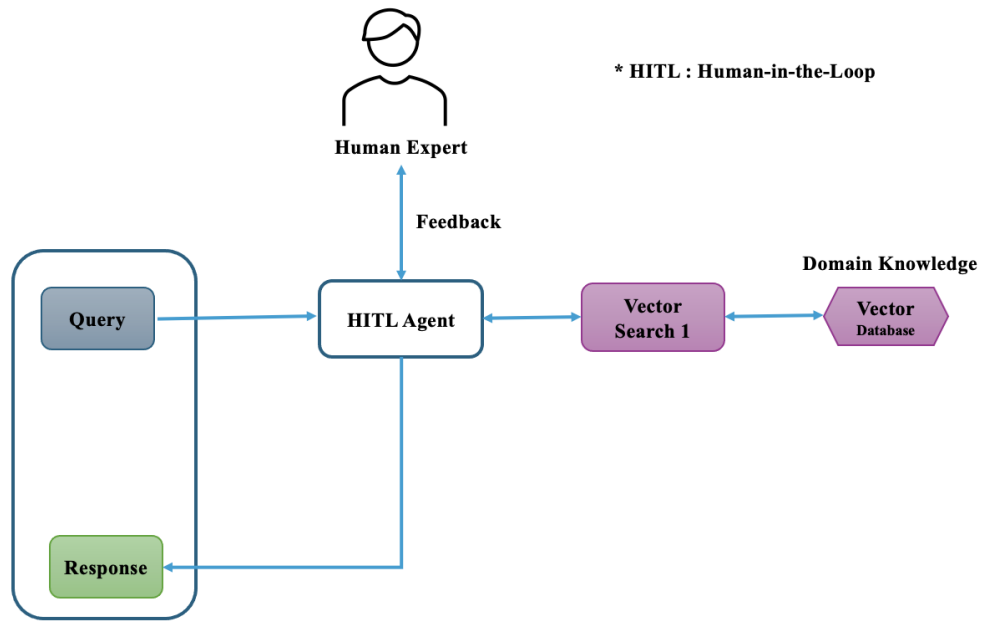 * HITL : Human-in-the-Loop
Human Expert
Feedback
Domain Knowledge
Query
HITL Agent
Vector
Search 1
Vector
Database
Response